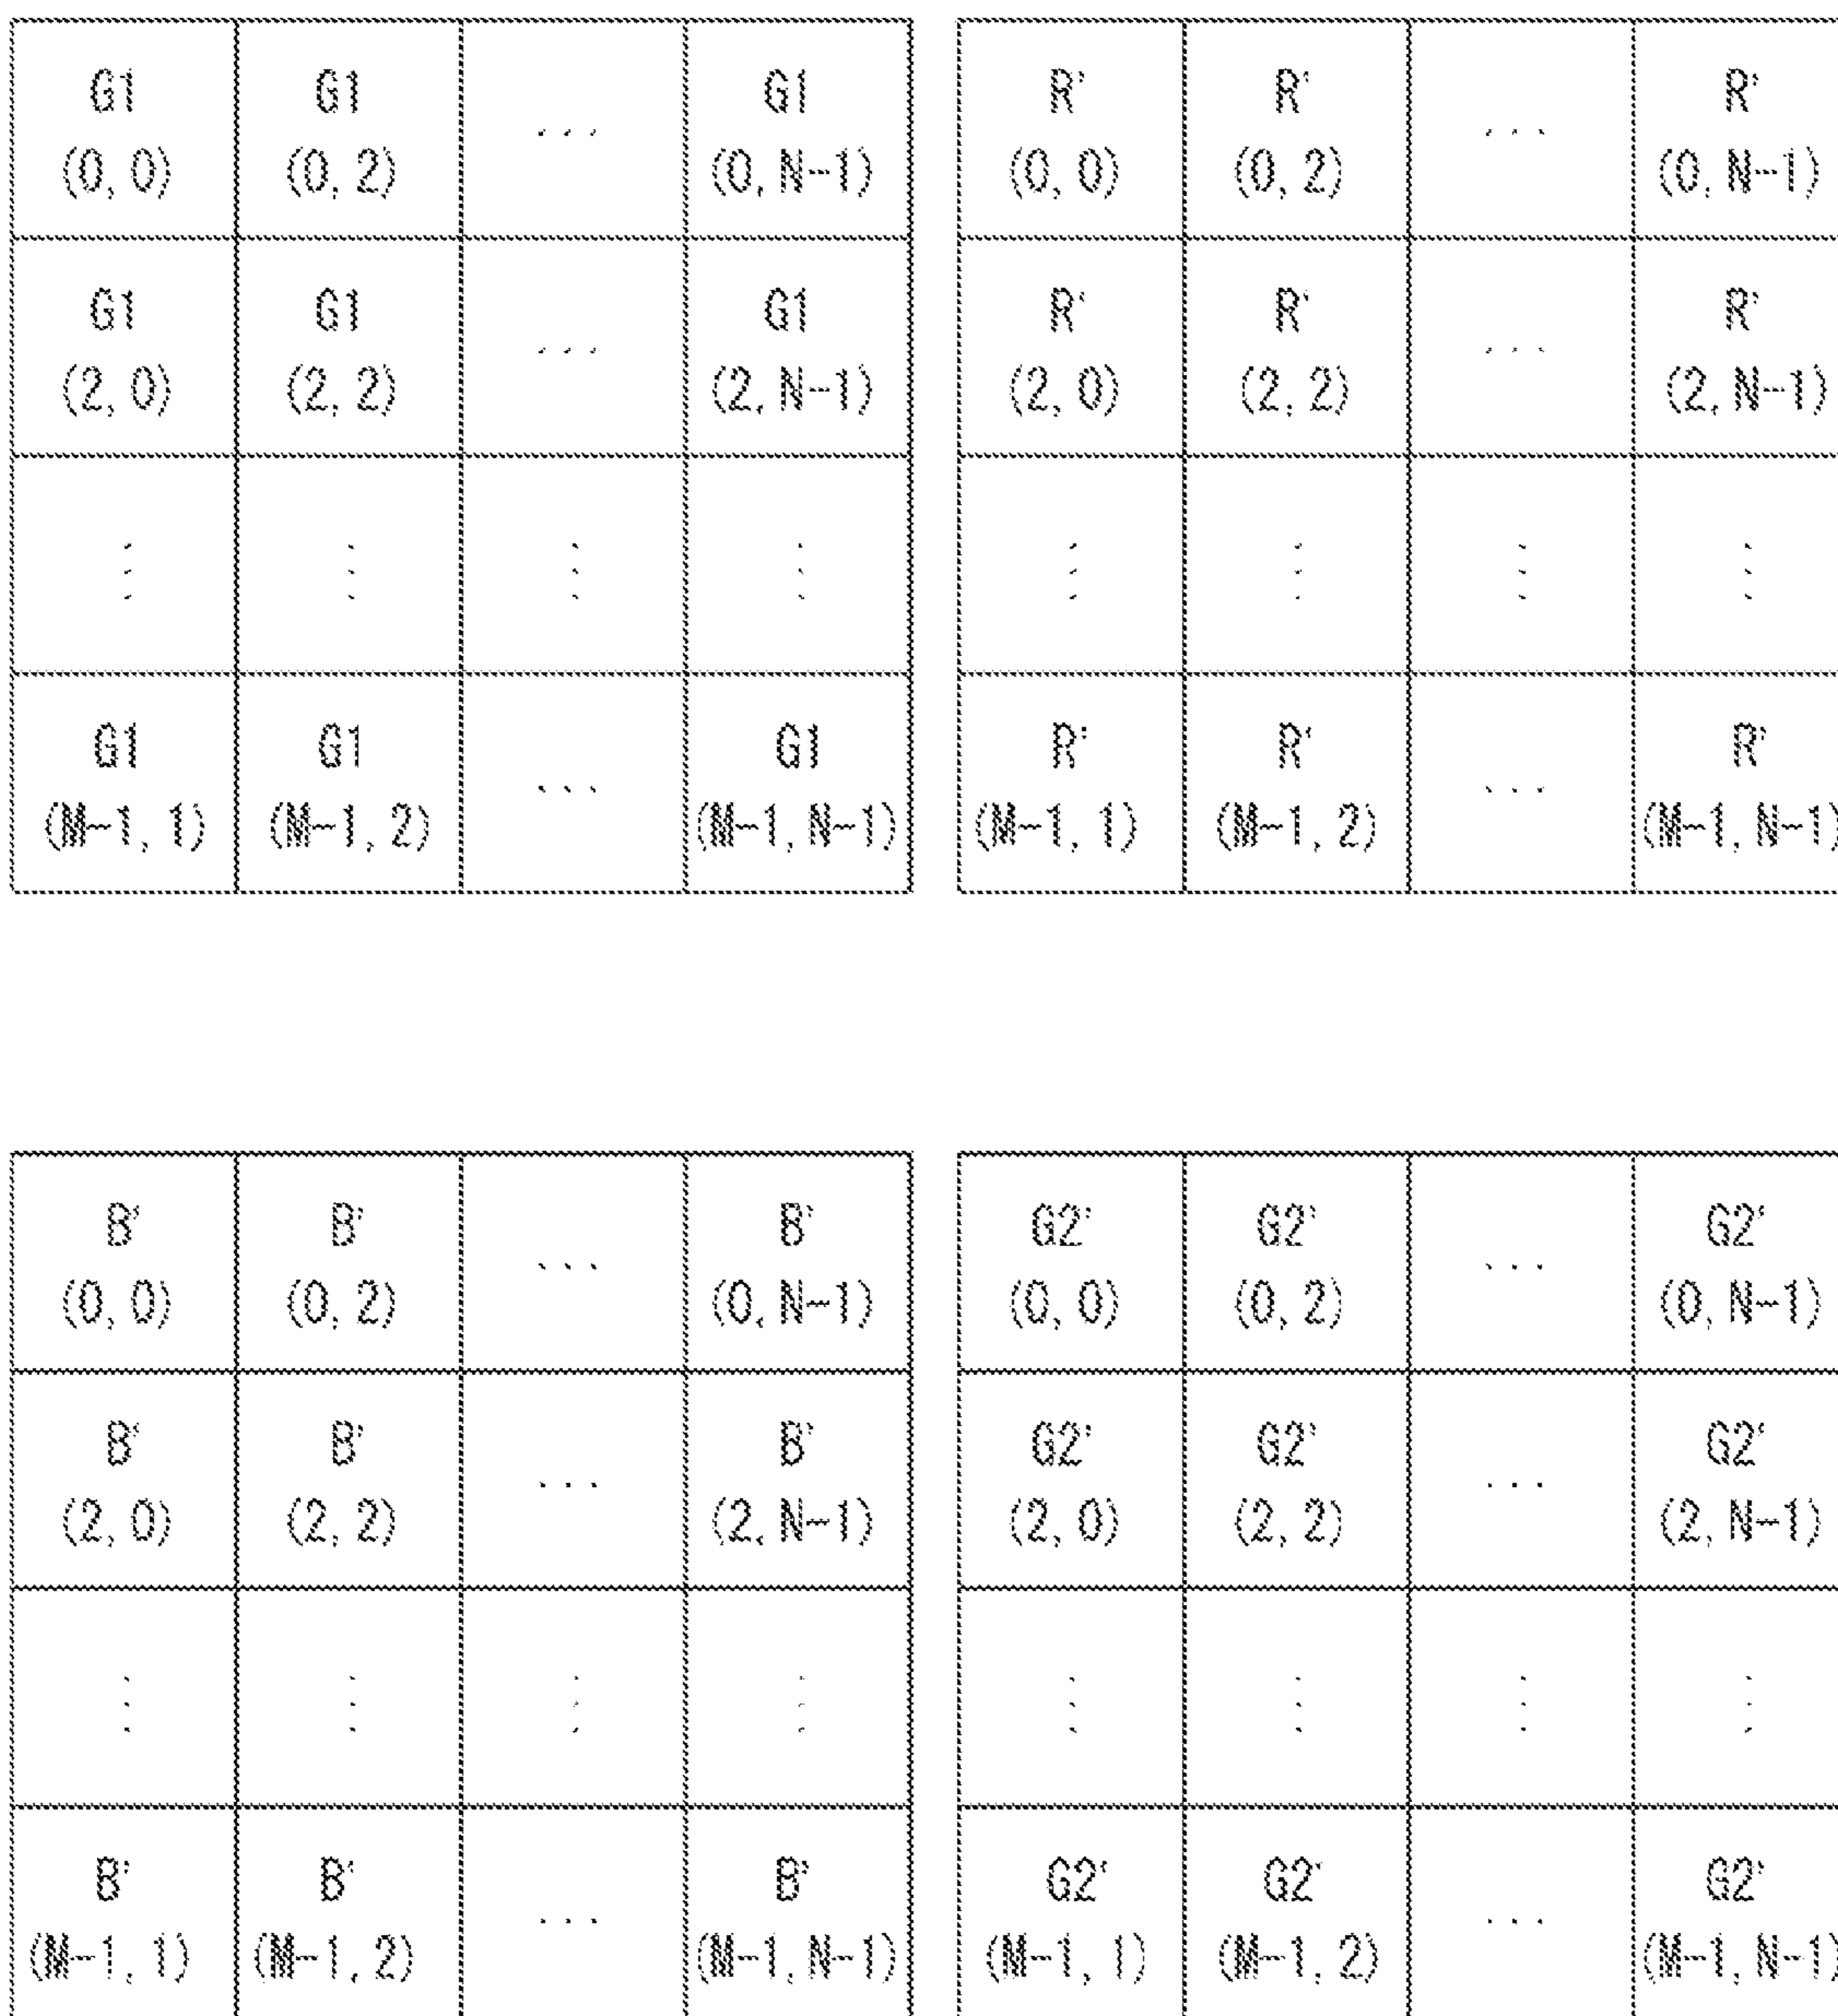 G1 G1 ... G1
(0, 0) (0, 2) (0, N-1)
G1 G1 ... G1
(2, 0) (2, 2) (2, N-1)
G1 G1 ... G1
(M-1, 1) (M-1, 2) (M-1, N-1)
R' R' ... R'
(0, 0) (0, 2) (0, N-1)
R' R' ... R'
(2, 0) (2, 2) (2, N-1)
R' R' ... R'
(M-1, 1) (M-1, 2) (M-1, N-1)
B' B' ... B'
(0, 0) (0, 2) (0, N-1)
B' B' ... B'
(2, 0) (2, 2) (2, N-1)
B' B' ... B'
(M-1, 1) (M-1, 2) (M-1, N-1)
G2' G2' ... G2'
(0, 0) (0, 2) (0, N-1)
G2' G2' ... G2'
(2, 0) (2, 2) (2, N-1)
G2' G2' ... G2'
(M-1, 1) (M-1, 2) (M-1, N-1)